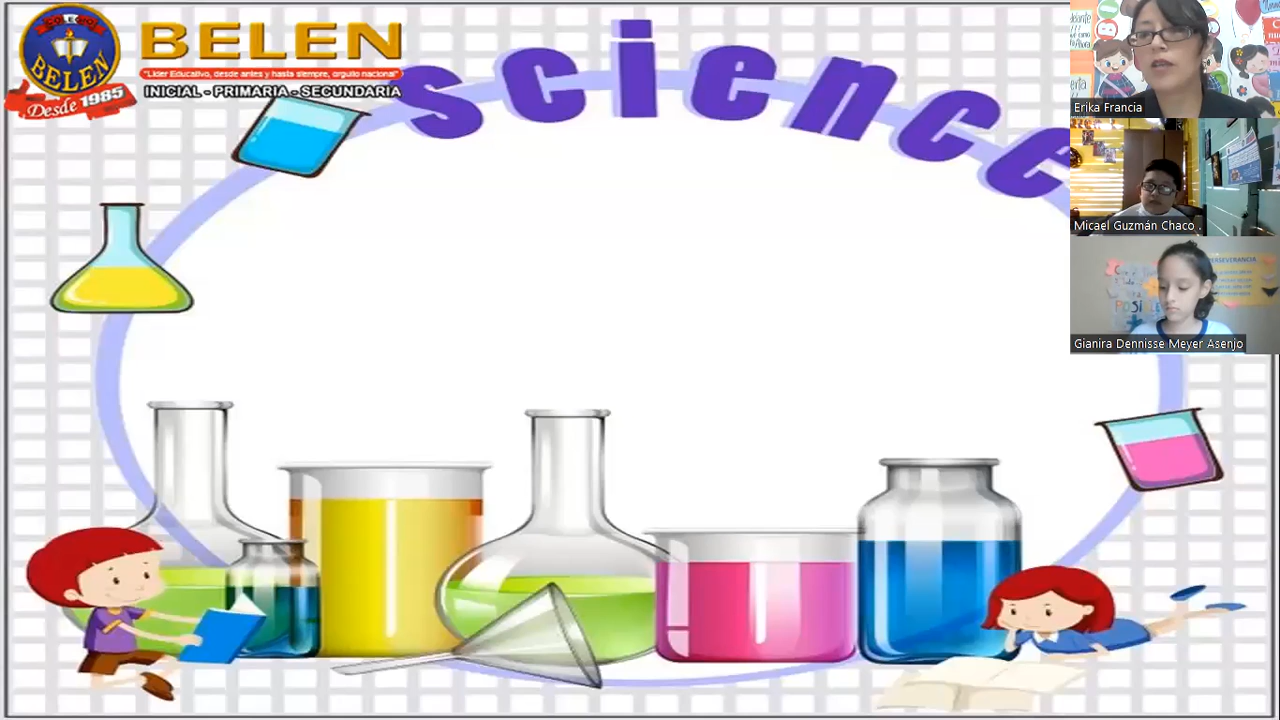 COLEGIO
BELEN
Desde 1985
BELEN
"Líder Educativo, desde antes y hasta siempre, orgullo nacional"
INICIAL - PRIMARIA - SECUNDARIA
science
Erika Francia
Micael Guzmán Chaco .
PERSEVERANCIA
POSIBLE
Gianira Dennisse Meyer Asenjo